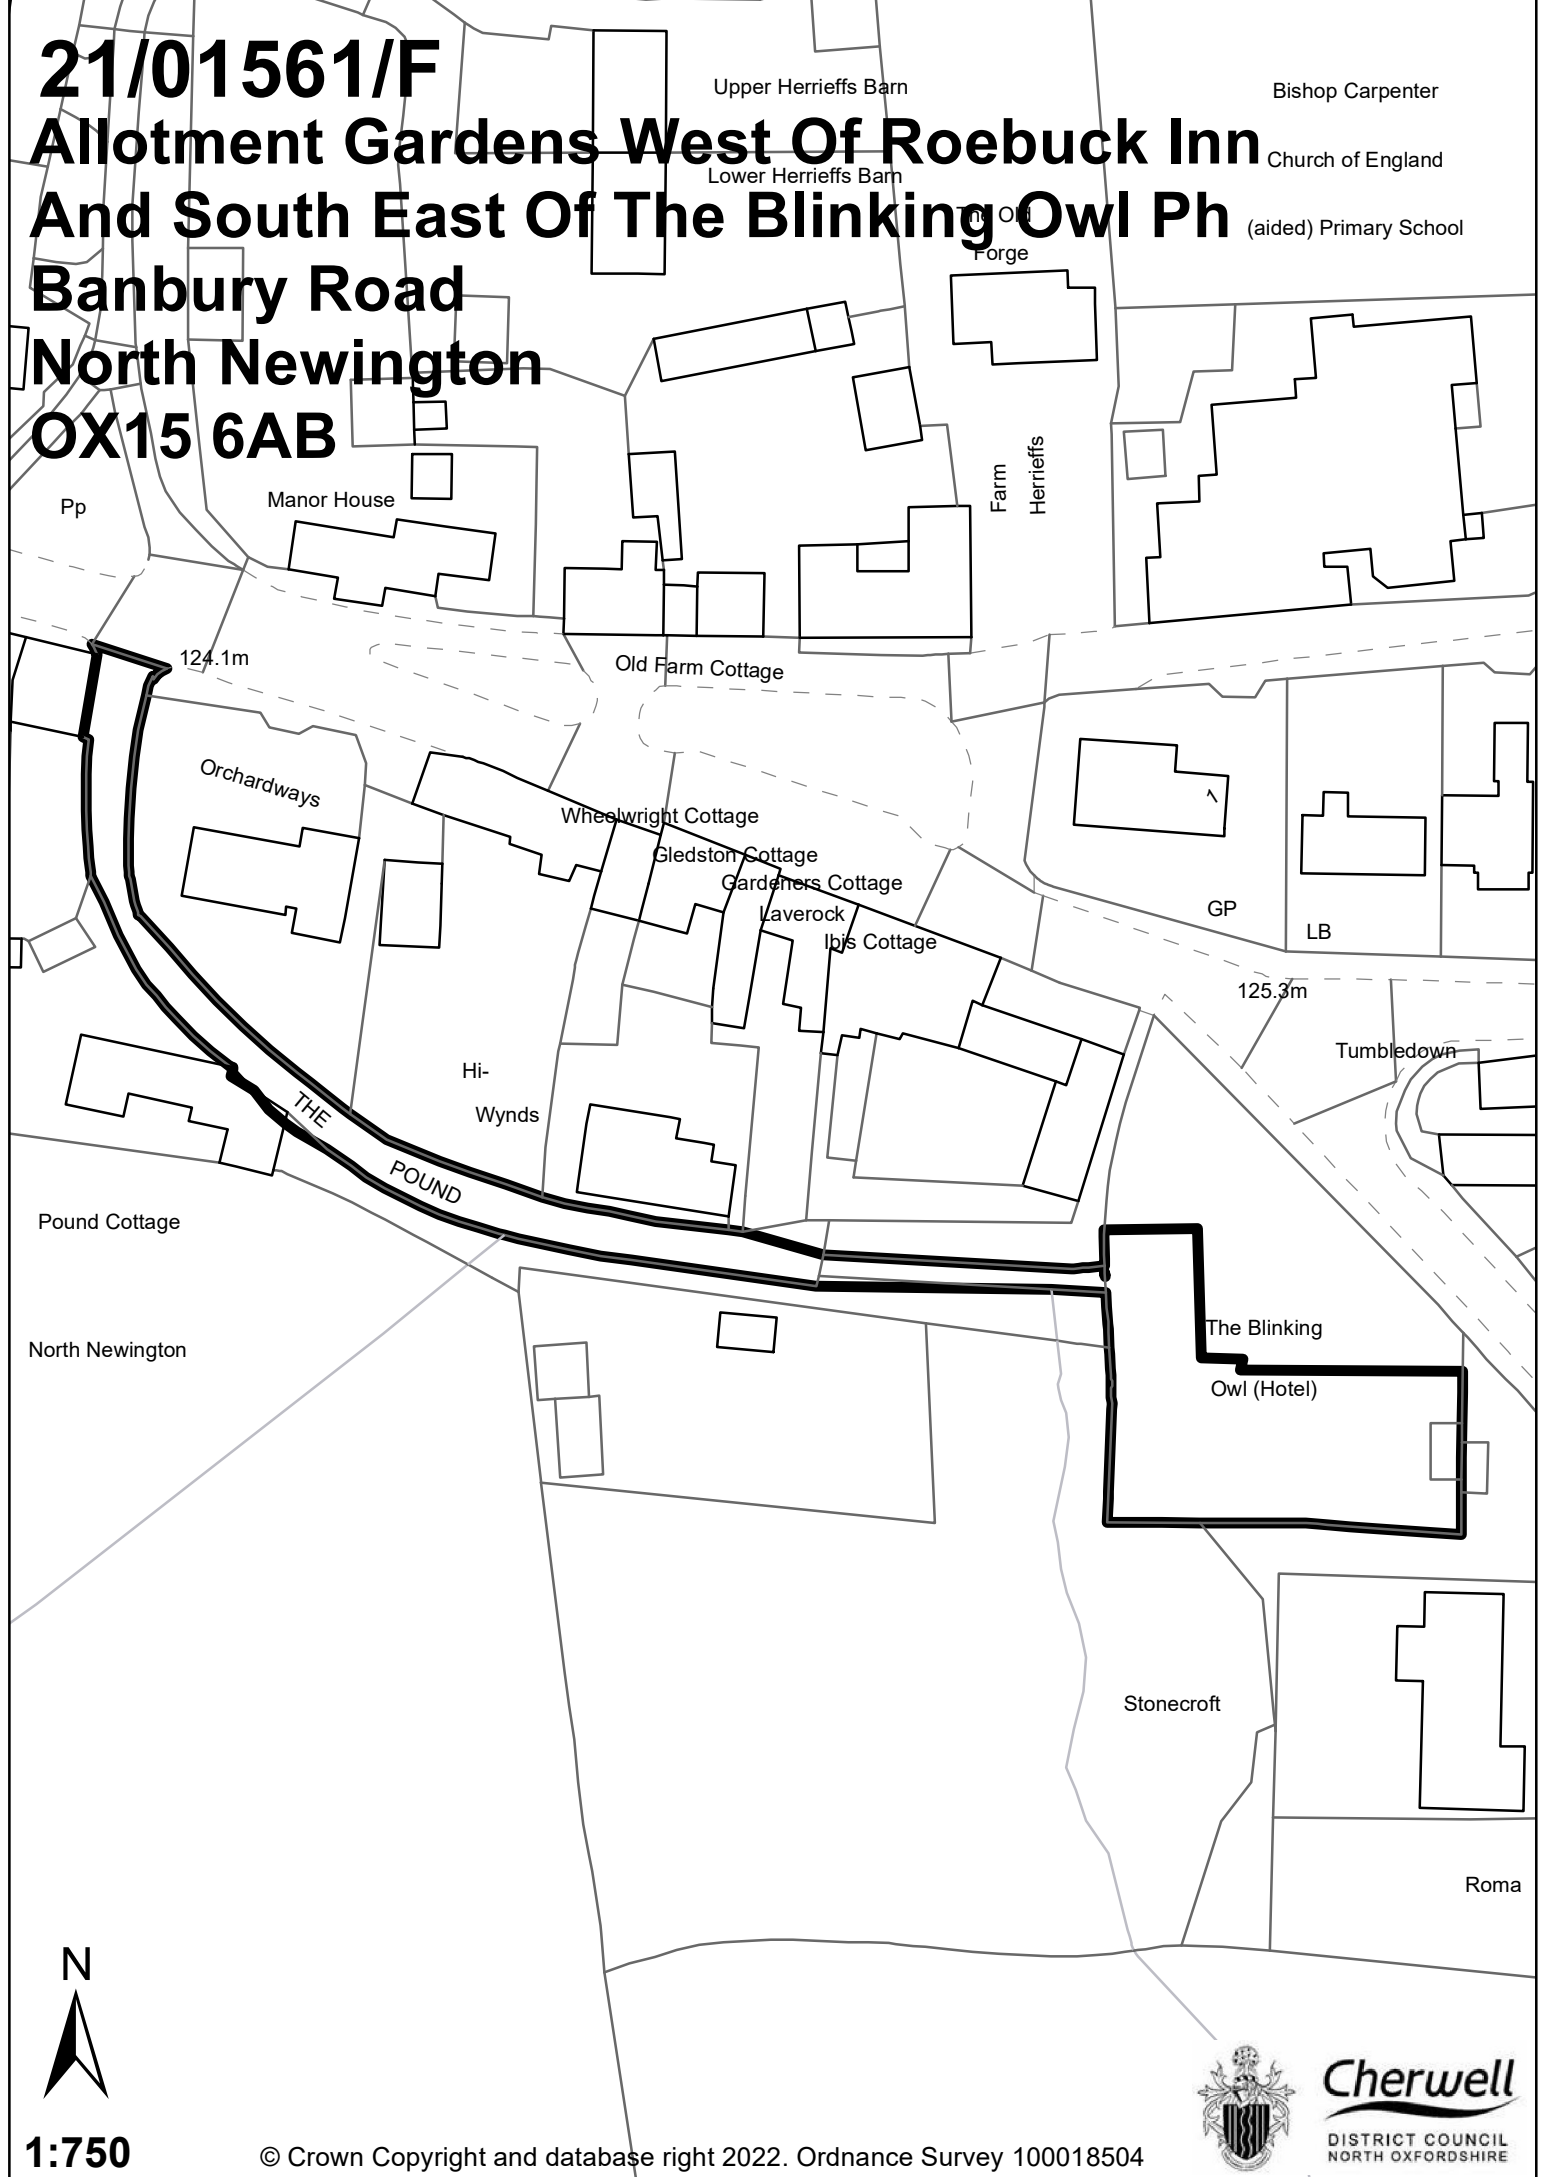 21/01561/F
Allotment Gardens West Of Roebuck Inn
And South East Of The Blinking Owl Ph
Banbury Road
North Newington
OX15 6AB
Upper Herrieffs Barn
Lower Herrieffs Barn
Bishop Carpenter
Church of England
(aided) Primary School
The Old
Forge
Farm
Herrieffs
Pp
Manor House
124.1m
Old Farm Cottage
Orchardways
Wheelwright Cottage
Gledston Cottage
Gardeners Cottage
Laverock
Ibis Cottage
1
GP
LB
125.3m
Tumbledown
Hi-
Wynds
THE
POUND
Pound Cottage
North Newington
The Blinking
Owl (Hotel)
Stonecroft
Roma
N
1:750
© Crown Copyright and database right 2022. Ordnance Survey 100018504
Cherwell
DISTRICT COUNCIL
NORTH OXFORDSHIRE